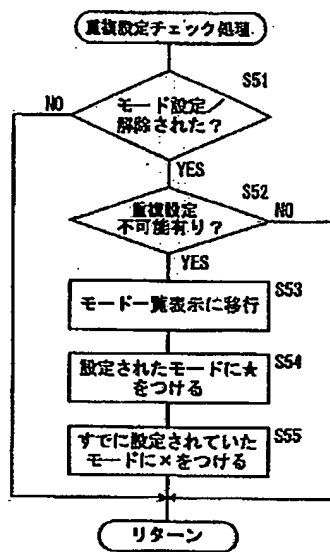 重複設定チェック処理
S51
NO
モード設定／
解除された？
YES
S52
重複設定
不可能有り？
NO
YES
モード一覧表示に移行
S53
設定されたモードに★
をつける
S54
すでに設定されていた
モードに×をつける
S55
リターン